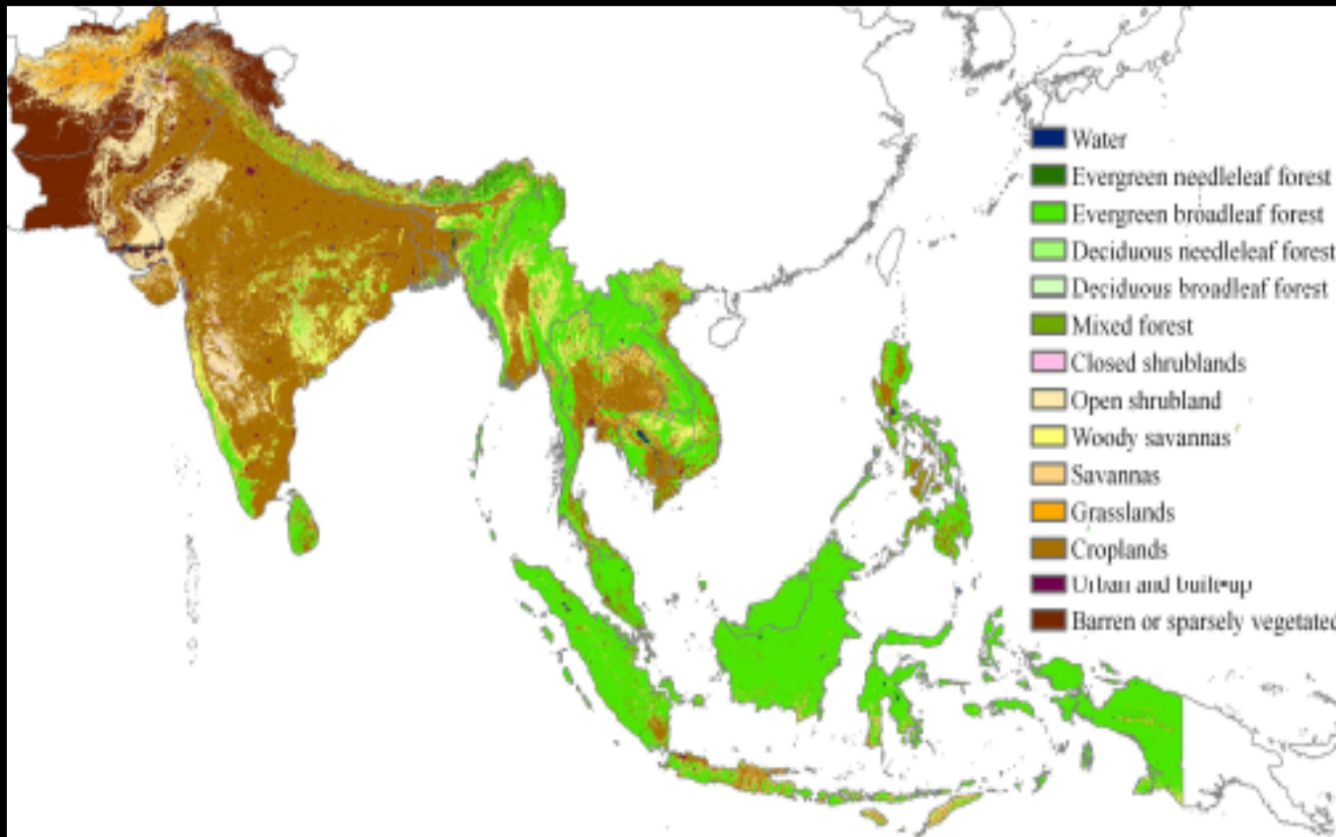 Water
Evergreen needleleaf forest
Evergreen broadleaf forest
Deciduous needleleaf forest
Deciduous broadleaf forest
Mixed forest
Closed shrublands
Open shrubland
Woody savannas
Savannas
Grasslands
Croplands
Urban and built-up
Barren or sparsely vegetated